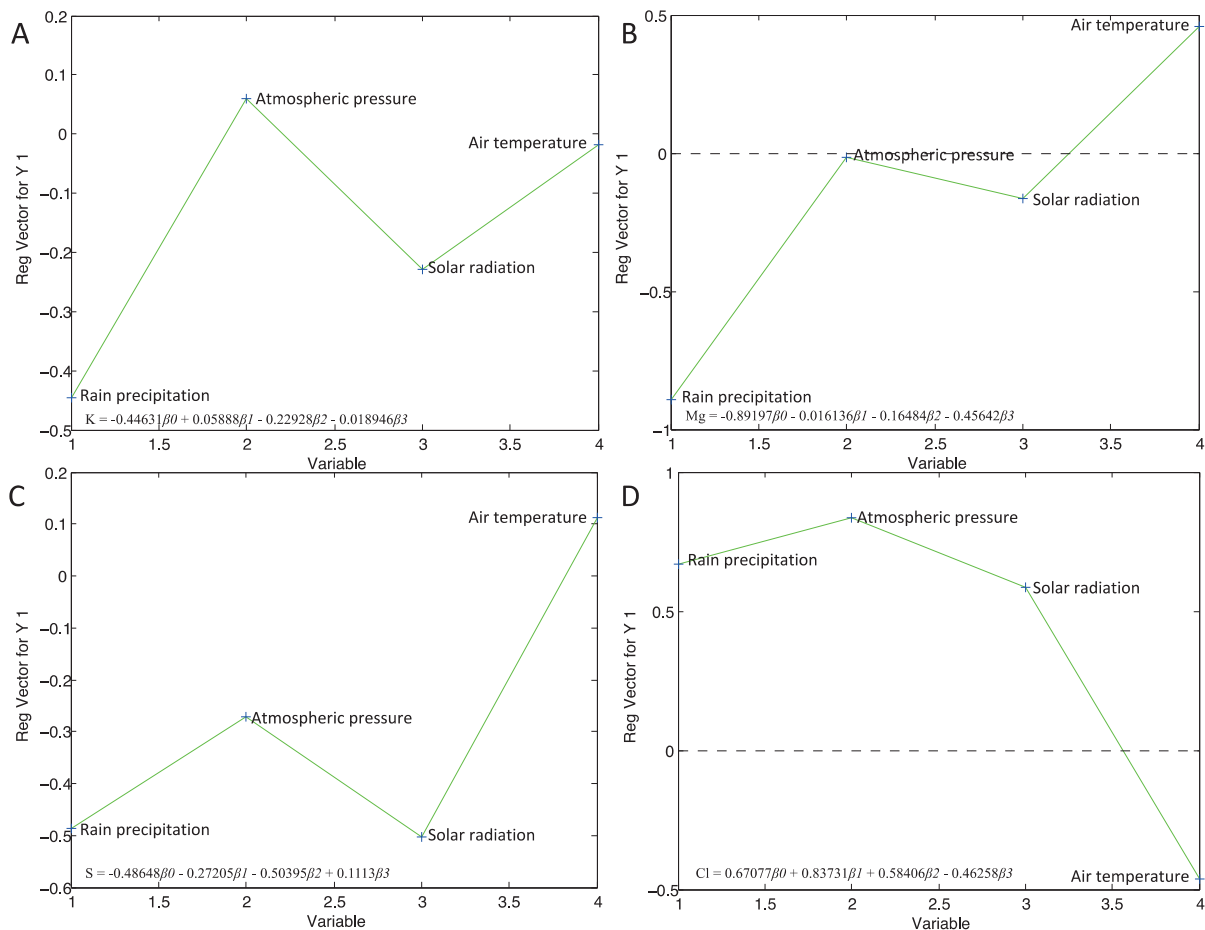 A
0.2
0.1
0
−0.1
−0.2
−0.3
−0.4
−0.5
Reg Vector for Y 1
Atmospheric pressure
Air temperature
Solar radiation
Rain precipitation
K = -0.44631β0 + 0.05888β1 - 0.22928β2 - 0.018946β3
1 1.5 2 2.5 3 3.5 4
Variable
B
0.5
0
−0.5
−1
Reg Vector for Y 1
Air temperature
Atmospheric pressure
Solar radiation
Rain precipitation
Mg = -0.89197β0 - 0.016136β1 - 0.16484β2 - 0.45642β3
1 1.5 2 2.5 3 3.5 4
Variable
C
0.2
0.1
0
−0.1
−0.2
−0.3
−0.4
−0.5
−0.6
Reg Vector for Y 1
Air temperature
Atmospheric pressure
Rain precipitation
Solar radiation
S = -0.48648β0 - 0.27205β1 - 0.50395β2 + 0.1113β3
1 1.5 2 2.5 3 3.5 4
Variable
D
1
0.5
0
−0.5
Reg Vector for Y 1
Atmospheric pressure
Rain precipitation
Solar radiation
Air temperature
Cl = 0.67077β0 + 0.83731β1 + 0.58406β2 - 0.46258β3
1 1.5 2 2.5 3 3.5 4
Variable